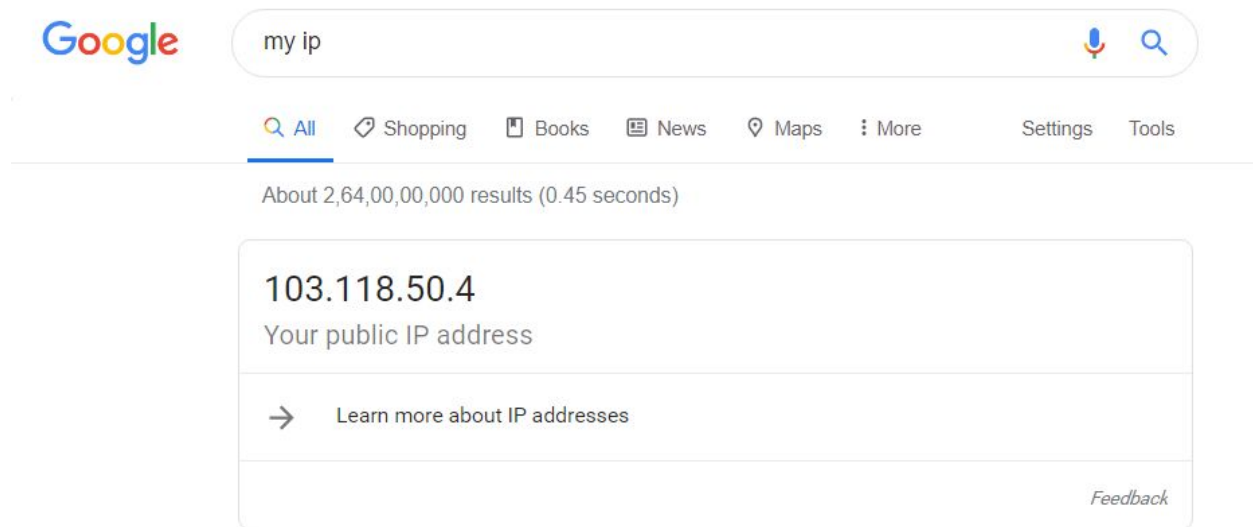 Google
my ip
All Shopping Books News Maps More Settings Tools
About 2,64,00,00,000 results (0.45 seconds)
103.118.50.4
Your public IP address
Learn more about IP addresses
Feedback